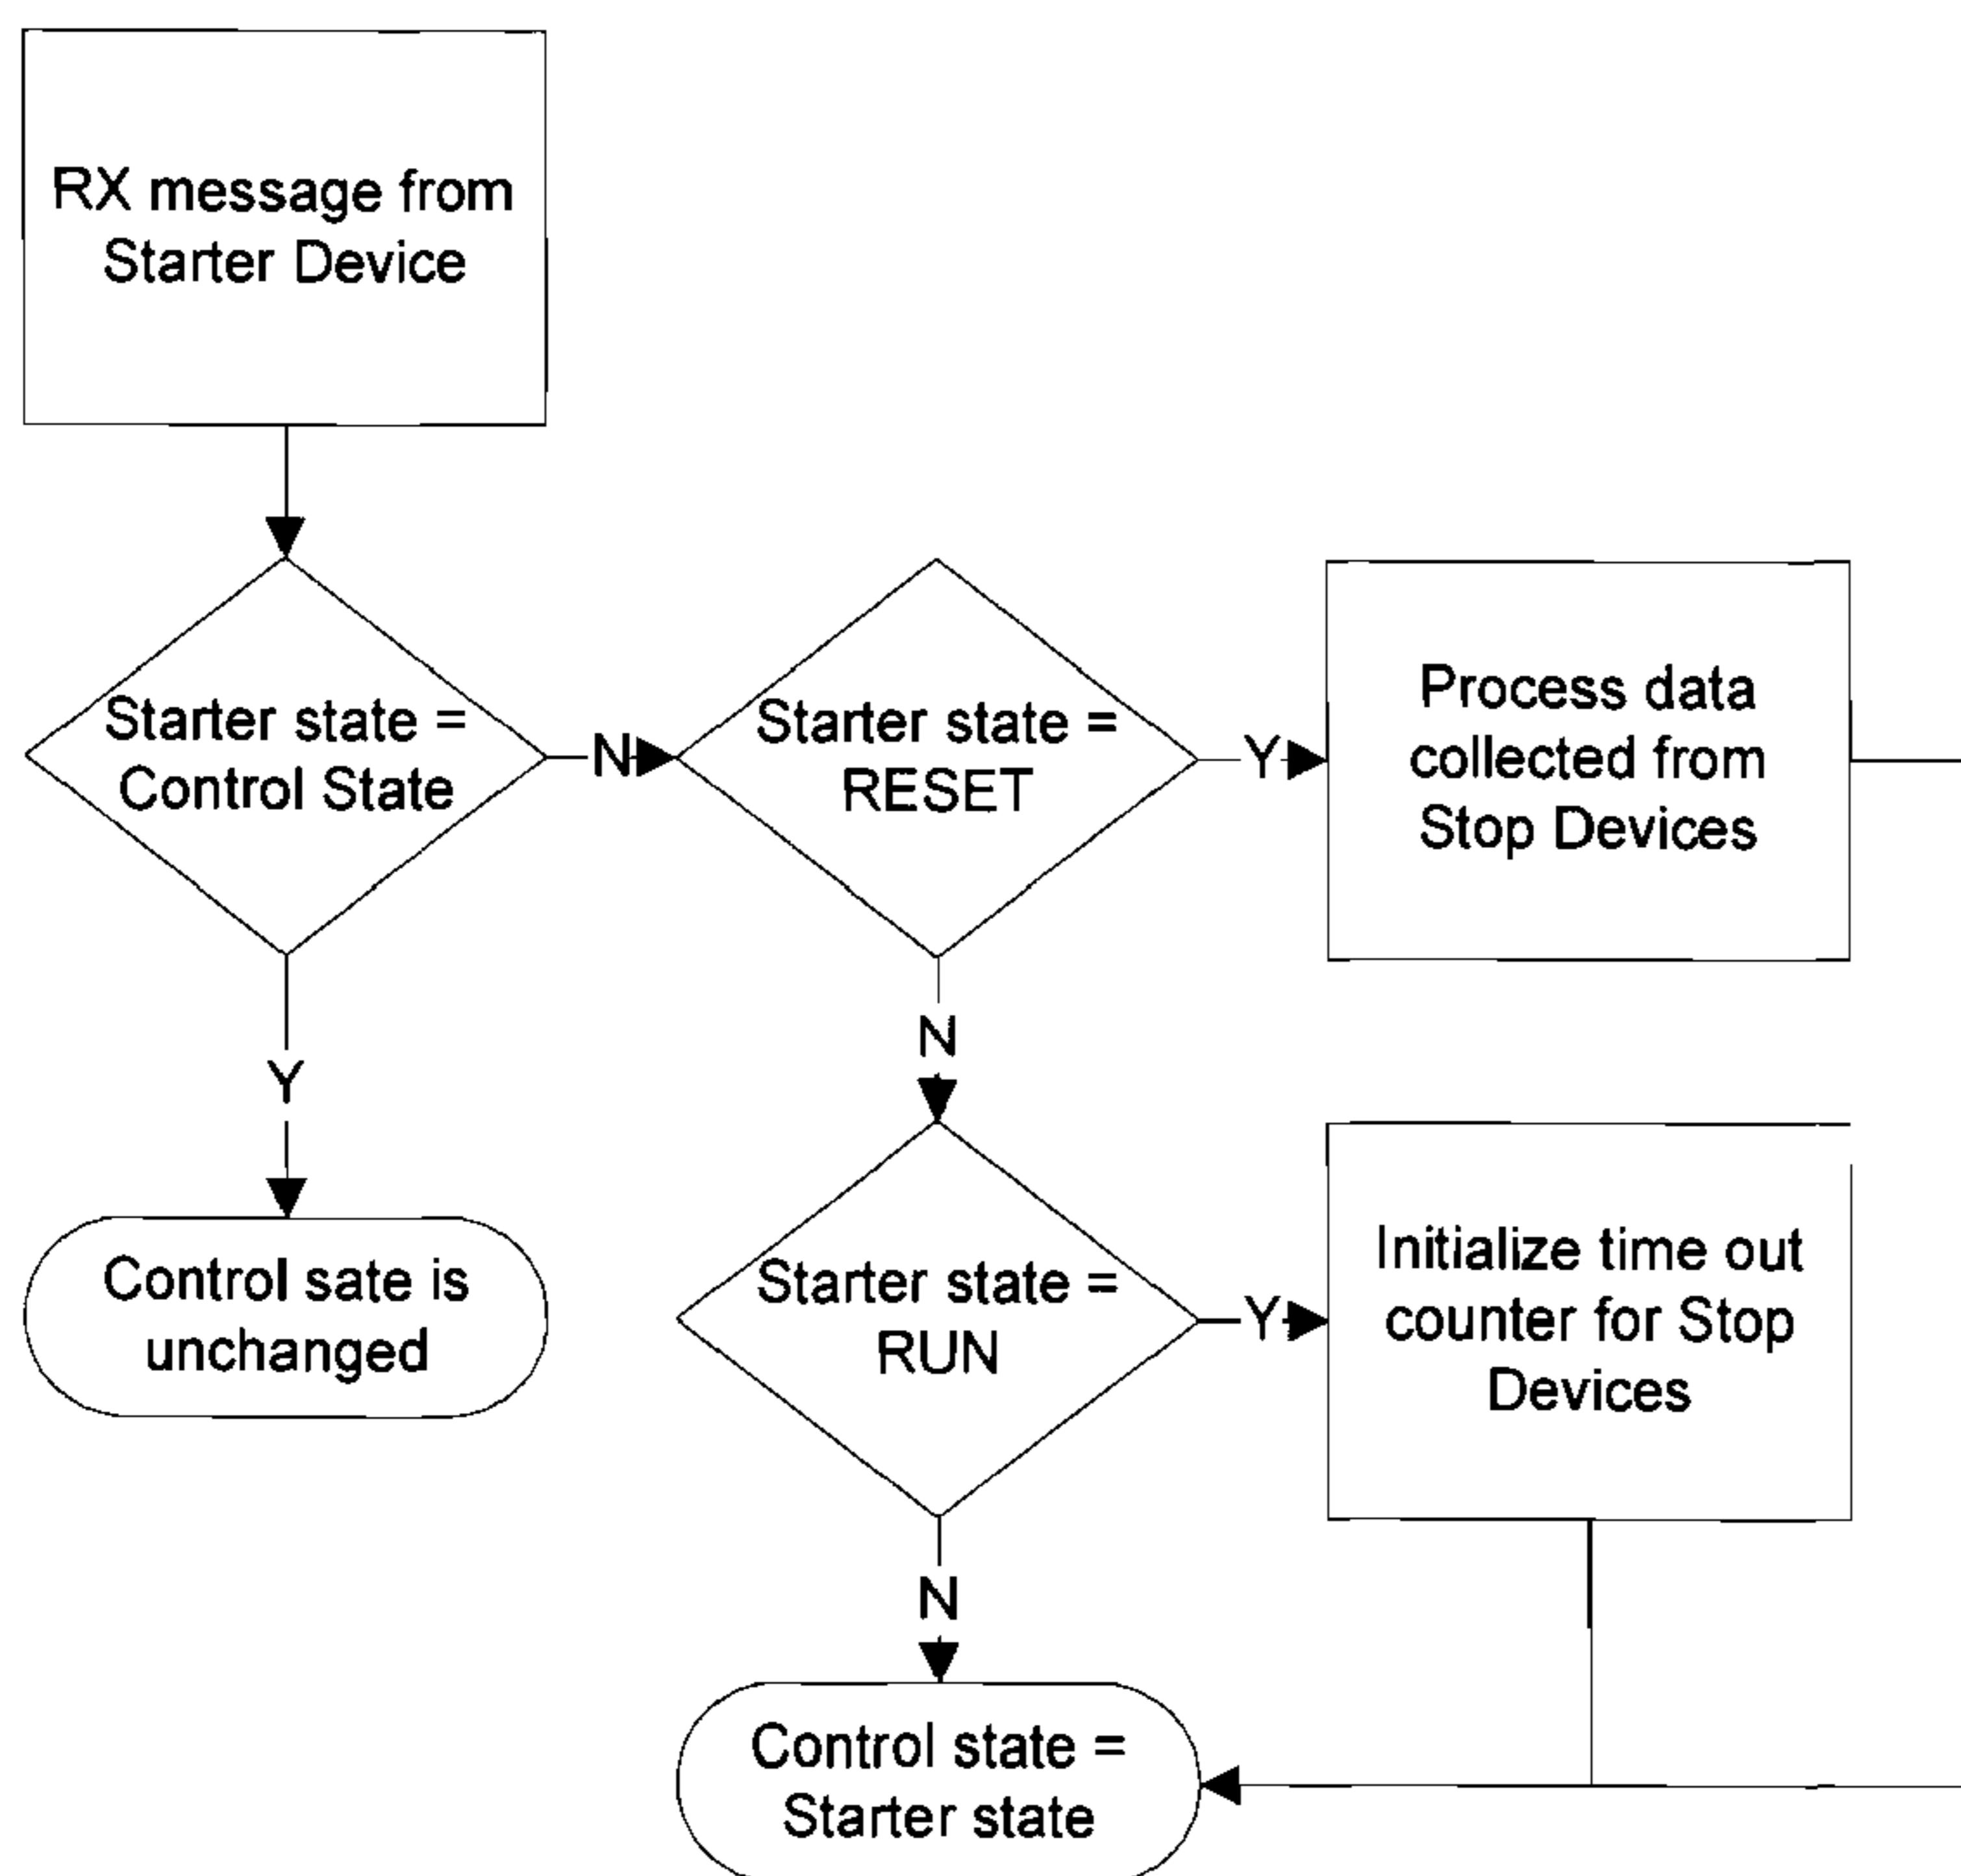 RX message from
Starter Device
Starter state =
Control State
N
Starter state =
RESET
Y
Process data
collected from
Stop Devices
Y
N
Control sate is
unchanged
Starter state =
RUN
Y
Initialize time out
counter for Stop
Devices
N
Control state =
Starter state